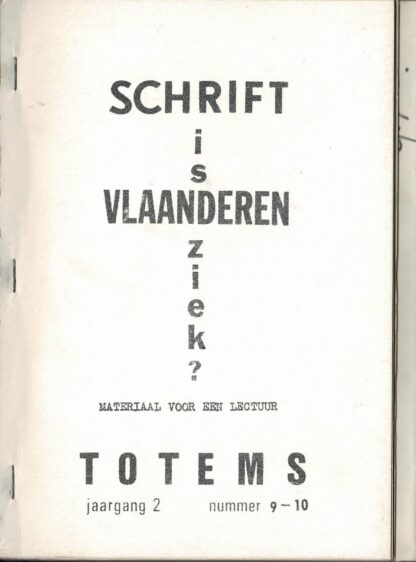 SCHRIFT
i
s
VLAANDEREN
z
i
e
k
?
MATERIAAL VOOR EEN LECTUUR
TOTEMS
jaargang 2 nummer 9-10